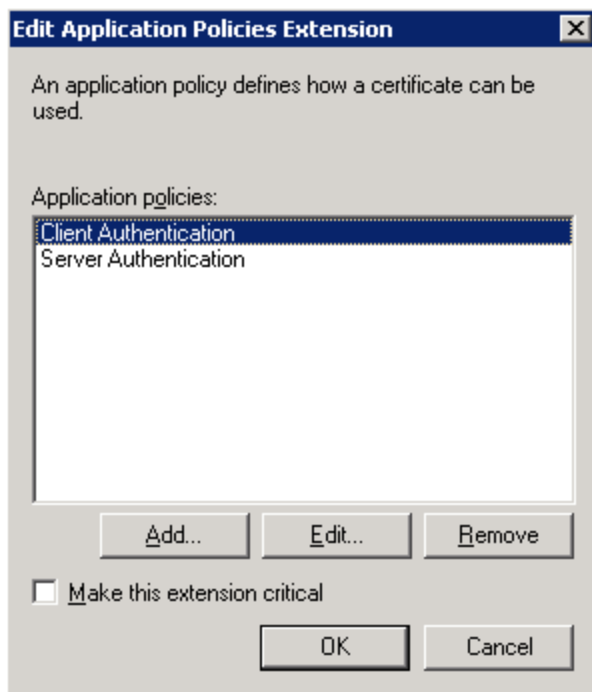 Edit Application Policies Extension
An application policy defines how a certificate can be
used.
Application policies:
Client Authentication
Server Authentication
Add...
Edit...
Remove
Make this extension critical
OK
Cancel